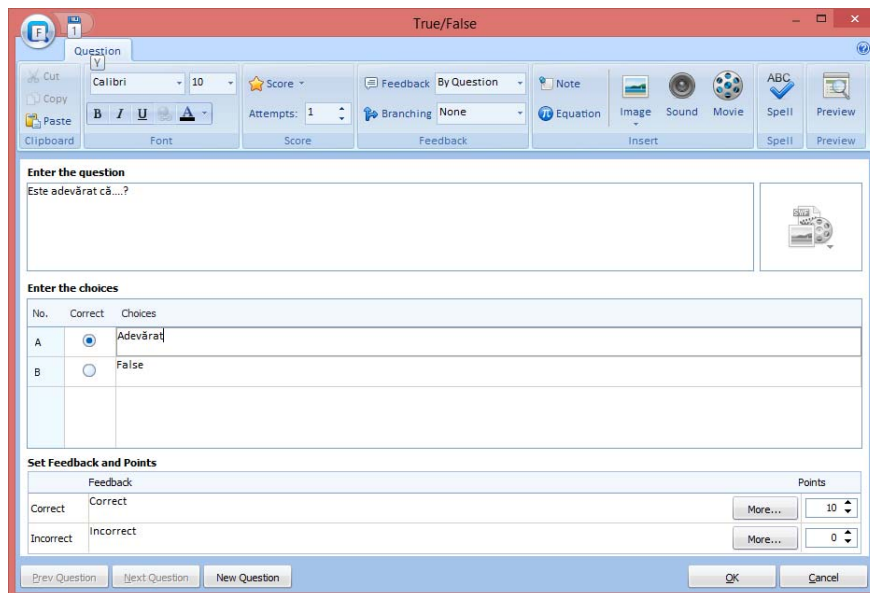 True/False
F
1
Question
Y
Cut
Copy
Paste
Clipboard
Calibri 10
B I U A
Font
Score
Attempts: 1
Score
Feedback By Question
Branching None
Feedback
Note
Equation
Image
Sound
Movie
Insert
ABC
Spell
Spell
Preview
Preview
Enter the question
Este adevărat că....?
Enter the choices
No. Correct Choices
A Adevărat
B False
Set Feedback and Points
Feedback Points
Correct Correct More... 10
Incorrect Incorrect More... 0
Prev Question Next Question New Question OK Cancel